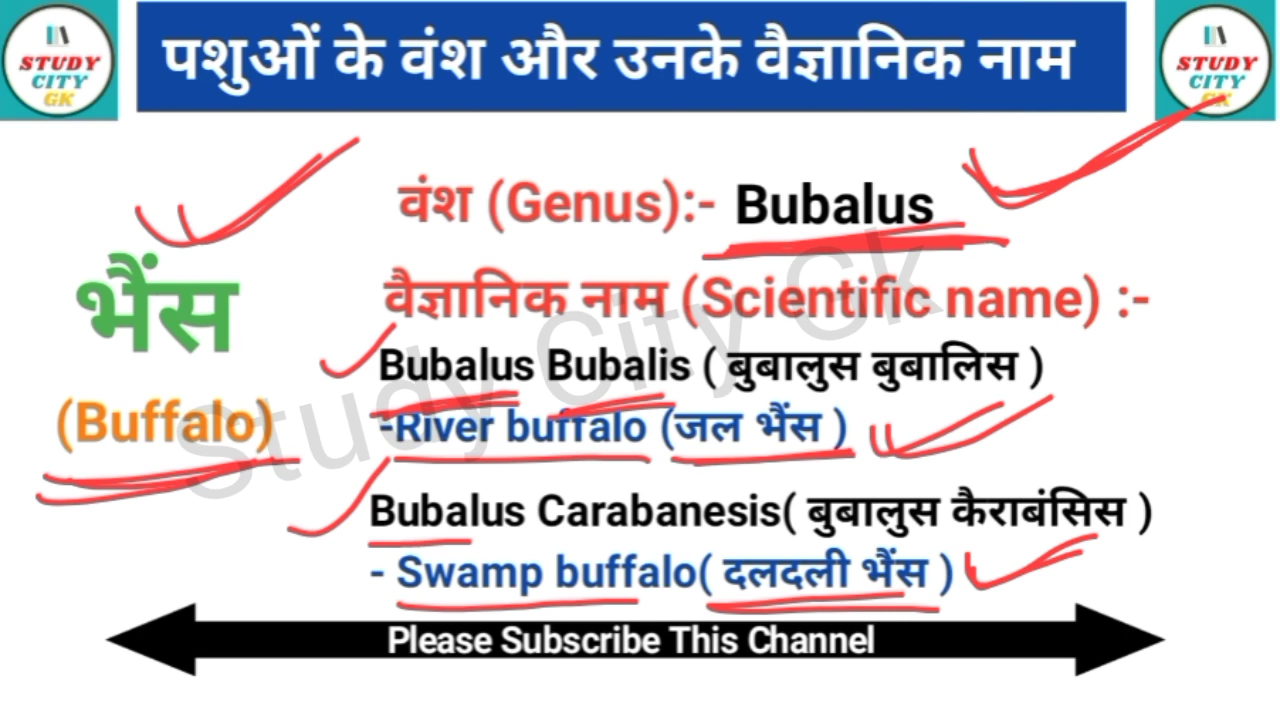 STUDY
CITY
GK
पशुओं के वंश और उनके वैज्ञानिक नाम
STUDY
CITY
GK
वंश (Genus):- Bubalus
भैंस
(Buffalo)
वैज्ञानिक नाम (Scientific name) :-
Bubalus Bubalis ( बुबालुस बुबालिस )
-River buffalo (जल भैंस )
Bubalus Carabanesis( बुबालुस कैराबंसिस )
- Swamp buffalo( दलदली भैंस )
Study City Gk
Please Subscribe This Channel